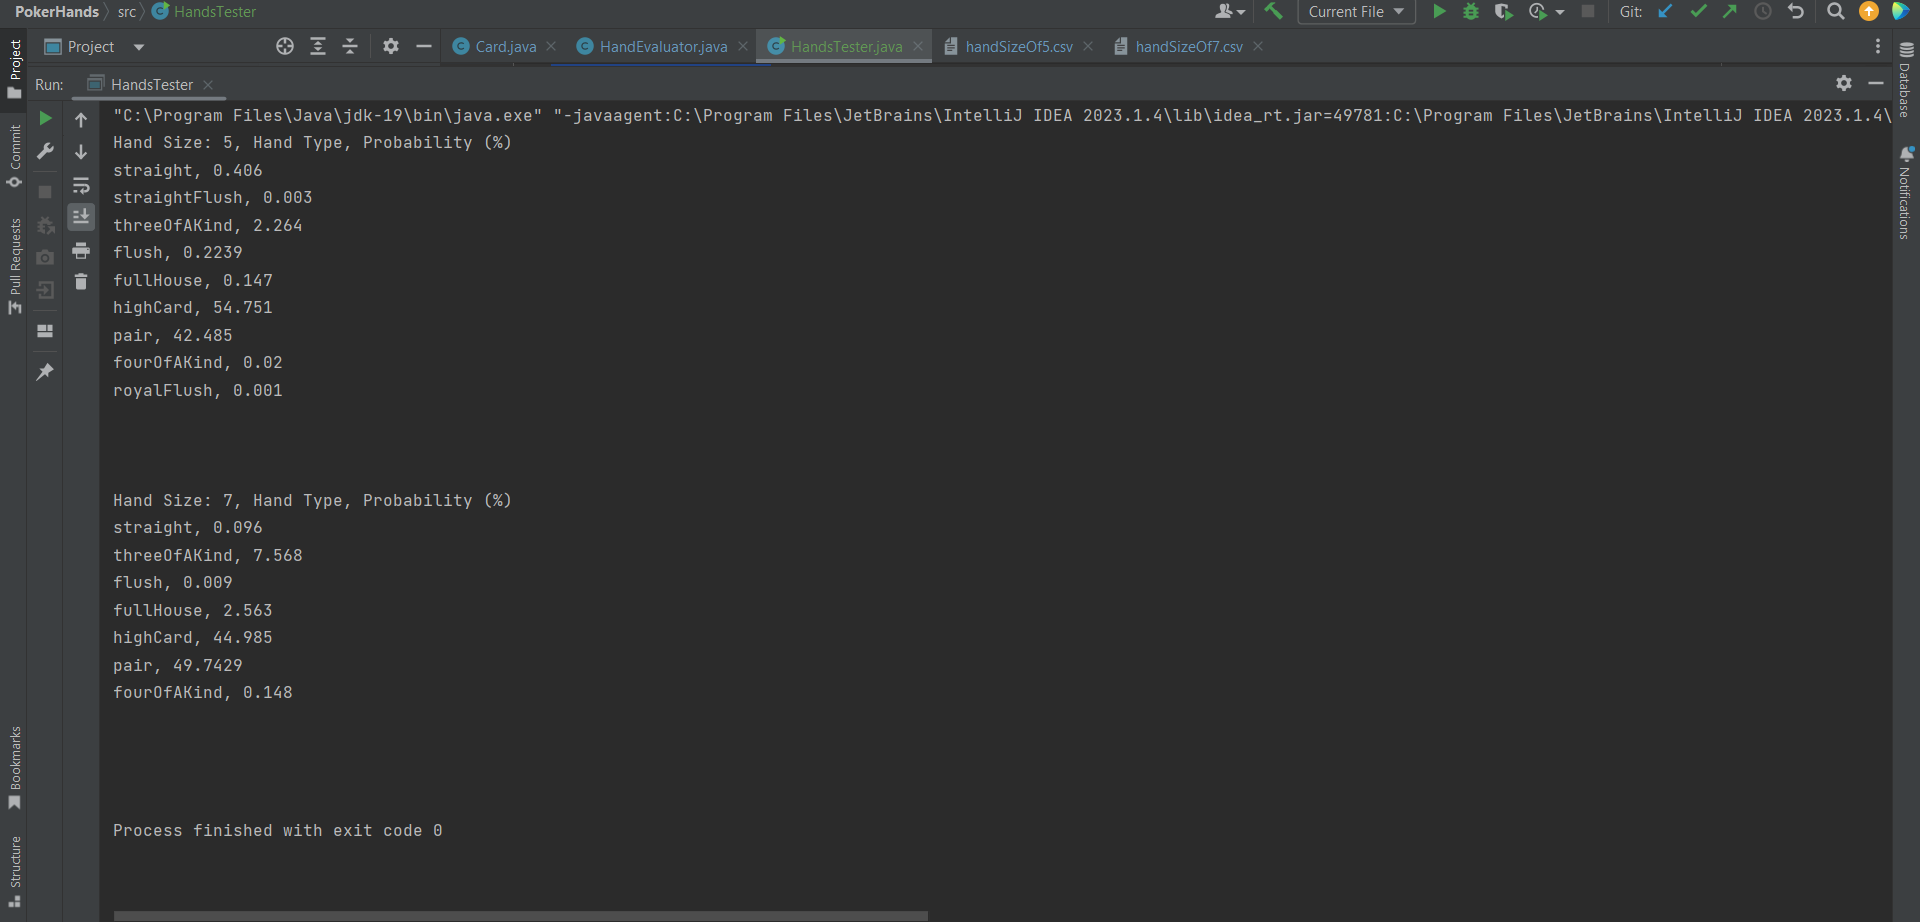 PokerHands src HandsTester Current File Git:
Project Card.java HandEvaluator.java HandsTester.java handSizeOf5.csv handSizeOf7.csv
Run: HandsTester
"C:\Program Files\Java\jdk-19\bin\java.exe" "-javaagent:C:\Program Files\JetBrains\IntelliJ IDEA 2023.1.4\lib\idea_rt.jar=49781:C:\Program Files\JetBrains\IntelliJ IDEA 2023.1.4\
Hand Size: 5, Hand Type, Probability (%)
straight, 0.406
straightFlush, 0.003
threeOfAKind, 2.264
flush, 0.2239
fullHouse, 0.147
highCard, 54.751
pair, 42.485
fourOfAKind, 0.02
royalFlush, 0.001
Hand Size: 7, Hand Type, Probability (%)
straight, 0.096
threeOfAKind, 7.568
flush, 0.009
fullHouse, 2.563
highCard, 44.985
pair, 49.7429
fourOfAKind, 0.148
Process finished with exit code 0
Project
Commit
Pull Requests
Bookmarks
Structure
Database
Notifications